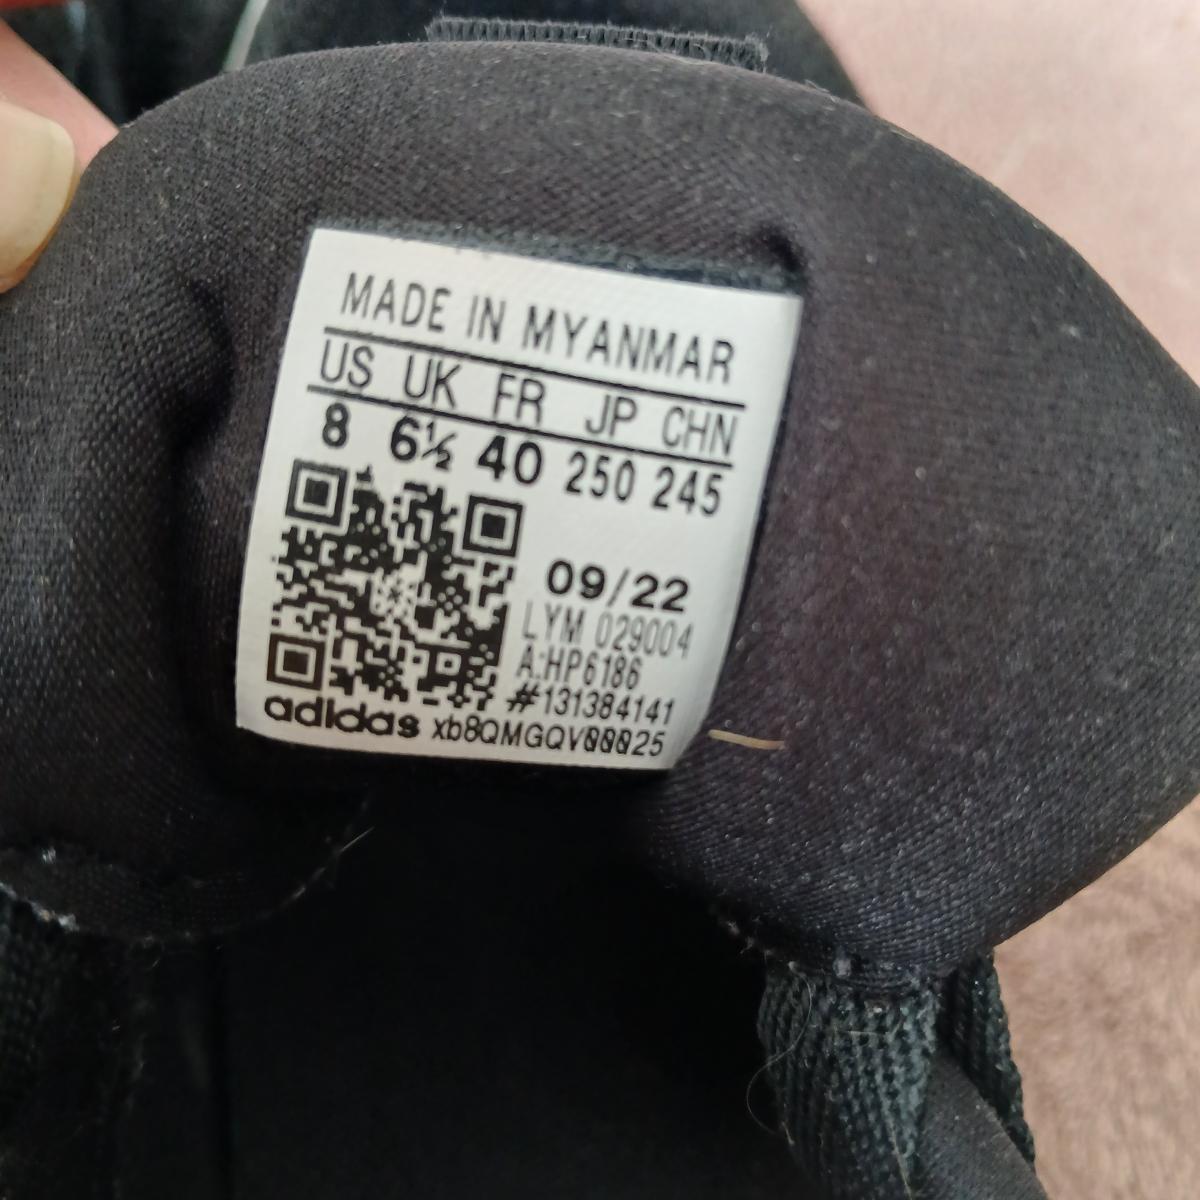 MADE IN MYANMAR
US UK FR JP CHN
8 6½ 40 250 245
09/22
LYM 029004
A:HP6186
#131384141
adidas xb8QMGQV00025